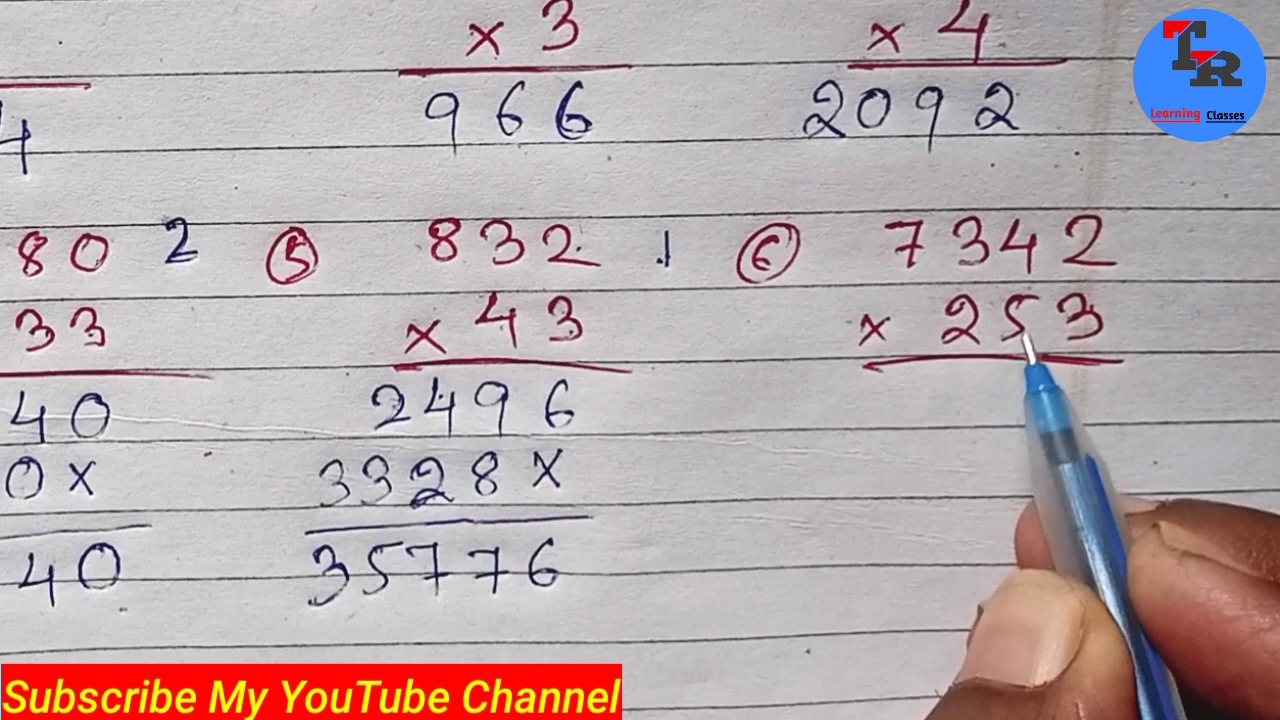 × 3 × 4
4 966 2092
TR
Learning Classes
80 2 ⑤ 832 1 ⑥ 7342
33 × 43 × 253
40 2496
0× 3328×
40 35776
Subscribe My YouTube Channel